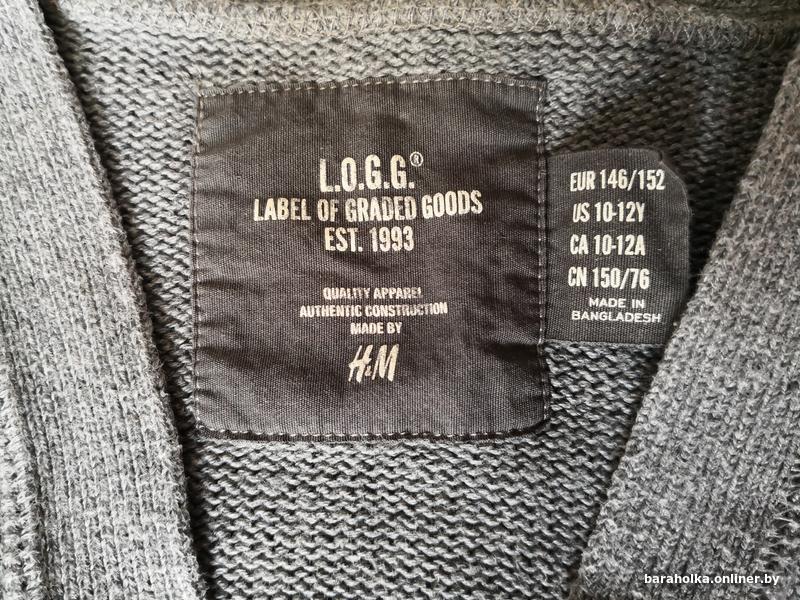 L.O.G.G.®
LABEL OF GRADED GOODS
EST. 1993
QUALITY APPAREL
AUTHENTIC CONSTRUCTION
MADE BY
H&M
EUR 146/152
US 10-12Y
CA 10-12A
CN 150/76
MADE IN
BANGLADESH
baraholka.onliner.by